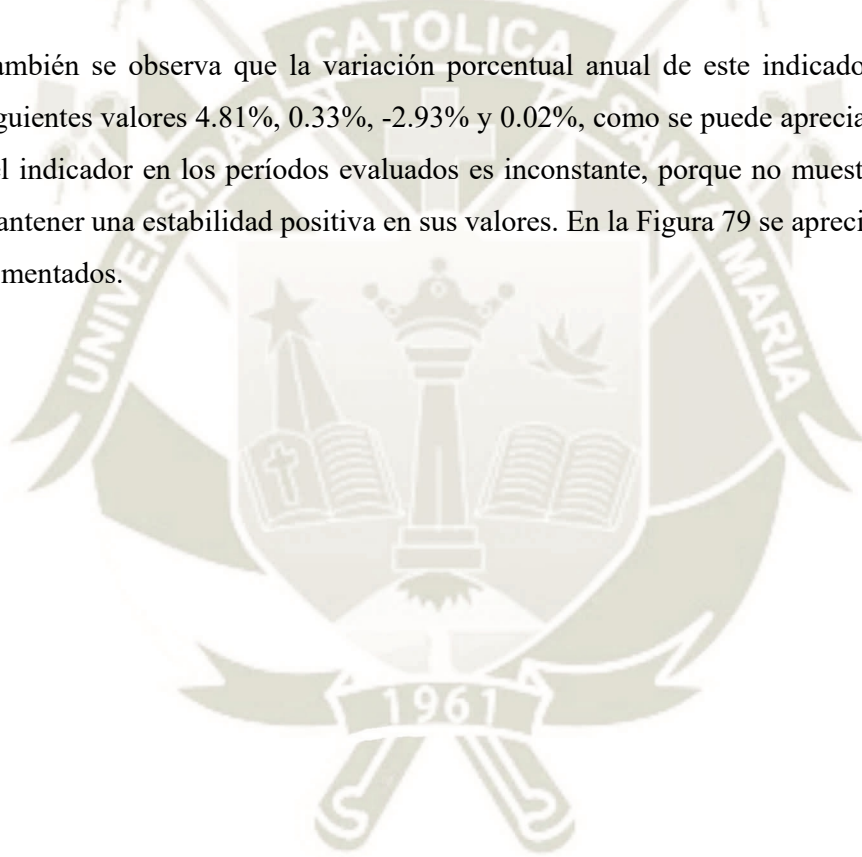 ambién se observa que la variación porcentual anual de este indicado
guientes valores 4.81%, 0.33%, -2.93% y 0.02%, como se puede aprecia
el indicador en los períodos evaluados es inconstante, porque no muest
antener una estabilidad positiva en sus valores. En la Figura 79 se apreci
mentados.
UNIVERSIDAD CATOLICA SANTA MARIA
1961